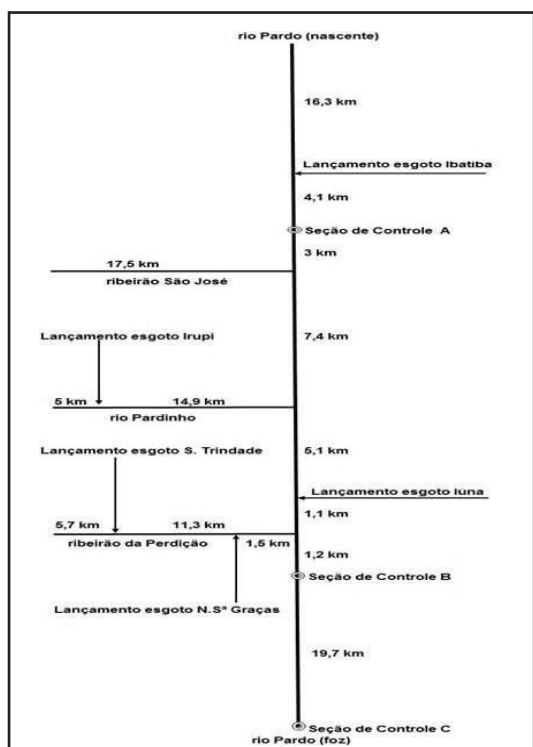 rio Pardo (nascente)
16,3 km
Lançamento esgoto Ibatiba
4,1 km
Seção de Controle A
3 km
17,5 km
ribeirão São José
Lançamento esgoto Irupi
7,4 km
5 km
14,9 km
rio Pardinho
Lançamento esgoto S. Trindade
5,1 km
Lançamento esgoto Iúna
5,7 km
11,3 km
1,1 km
ribeirão da Perdição
1,5 km
1,2 km
Seção de Controle B
Lançamento esgoto N.Sª Graças
19,7 km
Seção de Controle C
rio Pardo (foz)